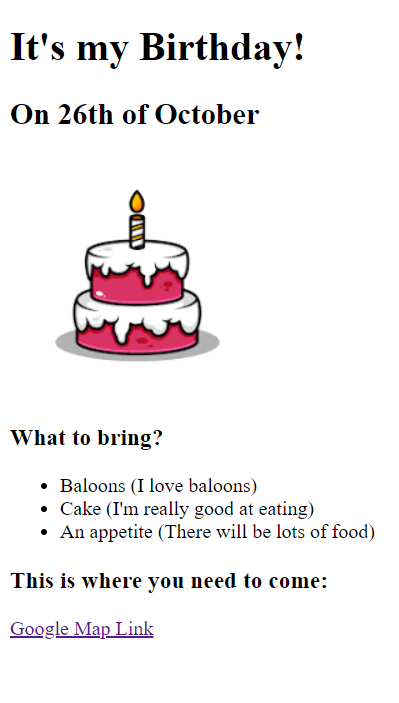 It's my Birthday!
On 26th of October
What to bring?
Baloons (I love baloons)
Cake (I'm really good at eating)
An appetite (There will be lots of food)
This is where you need to come:
Google Map Link